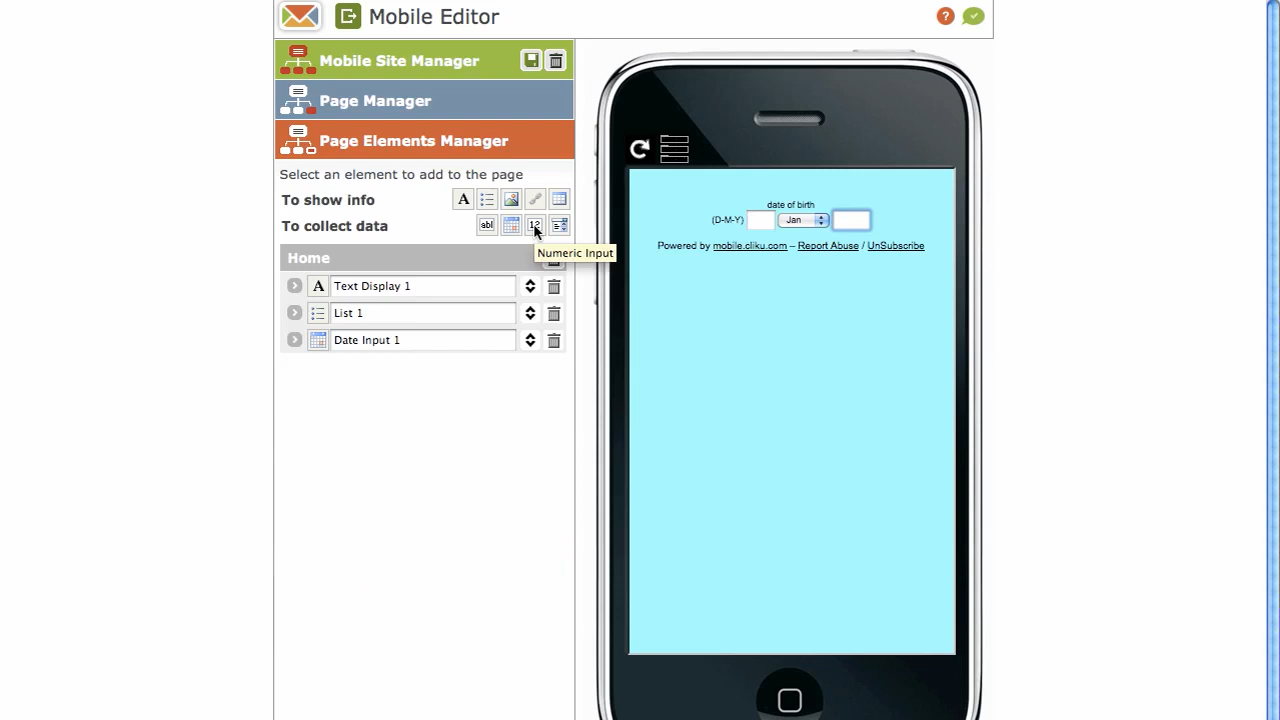 Mobile Editor
?
Mobile Site Manager
Page Manager
Page Elements Manager
Select an element to add to the page
To show info
A
To collect data
abl
12
Numeric Input
Home
A Text Display 1
List 1
Date Input 1
date of birth
(D-M-Y) Jan
Powered by mobile.cliku.com – Report Abuse / UnSubscribe